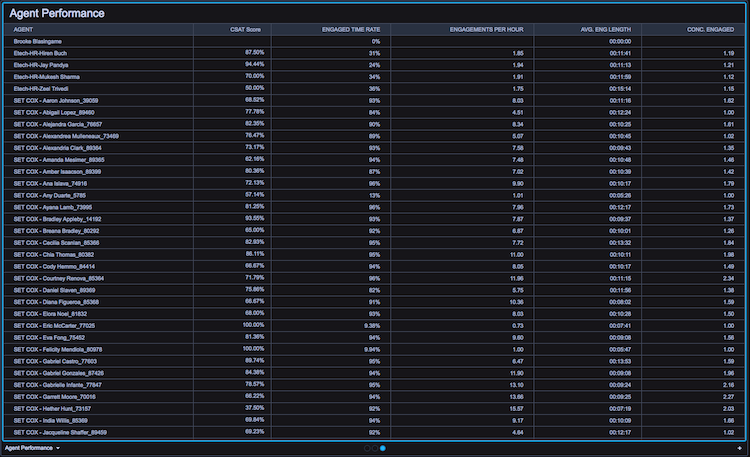 Agent Performance
AGENT CSAT Score ENGAGED TIME RATE ENGAGEMENTS PER HOUR AVG. ENG LENGTH CONC. ENGAGED
Brooke Blasingame 0% 00:00:00
Etech-HR-Hiren Buch 87.50% 31% 1.85 00:11:41 1.19
Etech-HR-Jay Pandya 94.44% 24% 1.94 00:11:13 1.21
Etech-HR-Mukesh Sharma 70.00% 34% 1.91 00:11:59 1.12
Etech-HR-Zeel Trivedi 50.00% 36% 1.75 00:15:14 1.15
SET COX - Aaron Johnson_39059 68.52% 93% 8.03 00:11:16 1.62
SET COX - Abigail Lopez_89460 77.78% 84% 4.51 00:12:24 1.00
SET COX - Alejandra Garcia_76657 82.35% 90% 8.34 00:10:25 1.61
SET COX - Alexandrea Mulleneaux_73469 76.47% 89% 5.07 00:10:45 1.02
SET COX - Alexandria Clark_89364 73.17% 93% 7.58 00:09:43 1.35
SET COX - Amanda Mesimer_89365 62.16% 94% 7.48 00:10:48 1.46
SET COX - Amber Isaacson_89399 80.36% 87% 7.02 00:10:39 1.42
SET COX - Ana Islava_74916 72.13% 96% 9.90 00:10:17 1.79
SET COX - Any Duarte_5785 57.14% 13% 1.01 00:05:26 1.00
SET COX - Ayana Lamb_73995 81.25% 96% 7.96 00:12:17 1.73
SET COX - Bradley Appleby_14192 93.55% 93% 7.87 00:09:37 1.37
SET COX - Breena Bradley_80292 65.00% 92% 6.87 00:10:01 1.26
SET COX - Cecilia Scanlan_85366 82.93% 95% 7.72 00:13:32 1.84
SET COX - Chia Thomas_80382 86.11% 95% 11.00 00:10:11 1.98
SET COX - Cody Hemmo_84414 66.67% 94% 8.05 00:10:17 1.49
SET COX - Courtney Renova_85364 71.79% 96% 11.96 00:11:15 2.34
SET COX - Daniel Slaven_89369 75.86% 82% 5.75 00:11:56 1.38
SET COX - Diana Figueroa_85368 66.67% 91% 10.36 00:08:02 1.59
SET COX - Elora Noel_81832 68.00% 93% 8.03 00:10:28 1.50
SET COX - Eric McCarter_77025 100.00% 9.38% 0.73 00:07:41 1.00
SET COX - Eva Fong_75452 81.36% 94% 9.60 00:09:08 1.56
SET COX - Felicity Mendiola_80978 100.00% 9.94% 1.00 00:05:47 1.00
SET COX - Gabriel Castro_77603 89.74% 95% 6.47 00:13:53 1.59
SET COX - Gabriel Gonzales_87426 84.38% 94% 11.90 00:09:08 1.96
SET COX - Gabrielle Infante_77847 78.57% 95% 13.10 00:09:24 2.16
SET COX - Garrett Moore_70016 66.22% 94% 13.66 00:09:25 2.27
SET COX - Hether Hunt_73157 37.50% 92% 15.57 00:07:19 2.03
SET COX - India Willis_85369 69.84% 94% 9.17 00:10:09 1.66
SET COX - Jacqueline Shaffer_89459 69.23% 92% 4.64 00:12:17 1.02
Agent Performance